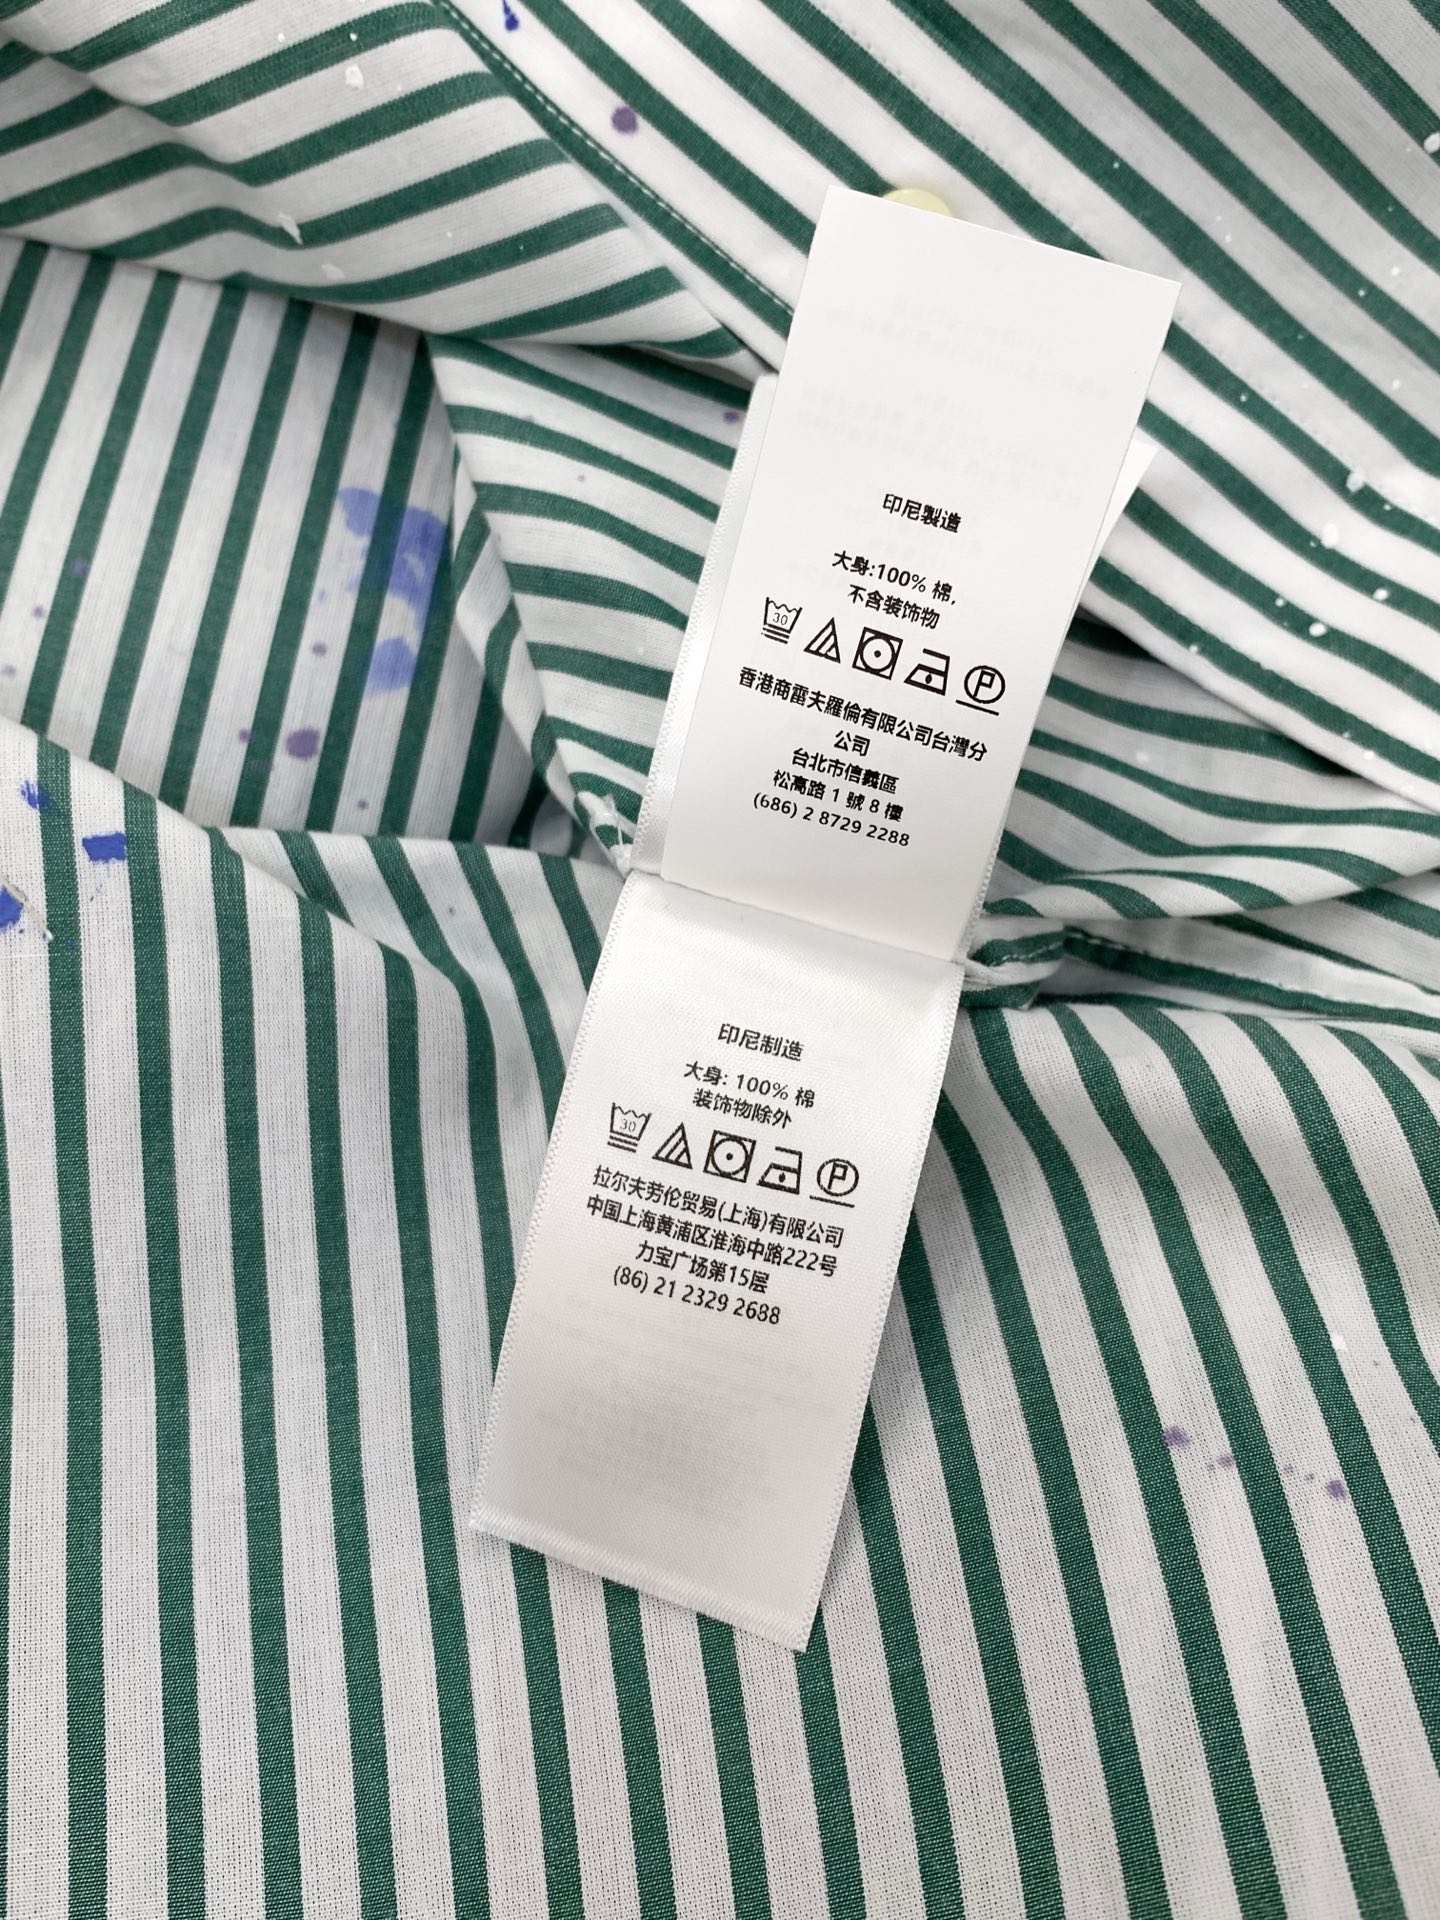 印尼製造
大身:100% 棉,
不含装饰物
30
P
香港商雷夫羅倫有限公司台灣分
公司
台北市信義區
松高路 1 號 8 樓
(686) 2 8729 2288
印尼制造
大身: 100% 棉
装饰物除外
30
P
拉尔夫劳伦贸易(上海)有限公司
中国上海黄浦区淮海中路222号
力宝广场第15层
(86) 21 2329 2688